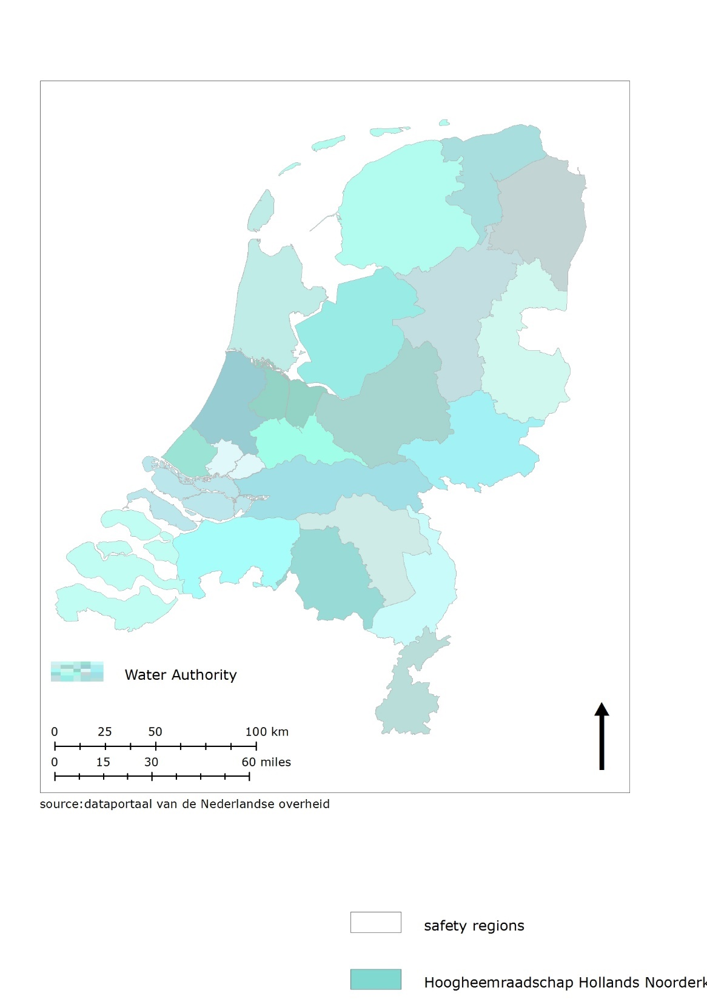 Water Authority
0 25 50 100 km
0 15 30 60 miles
source:dataportaal van de Nederlandse overheid
safety regions
Hoogheemraadschap Hollands Noorderk